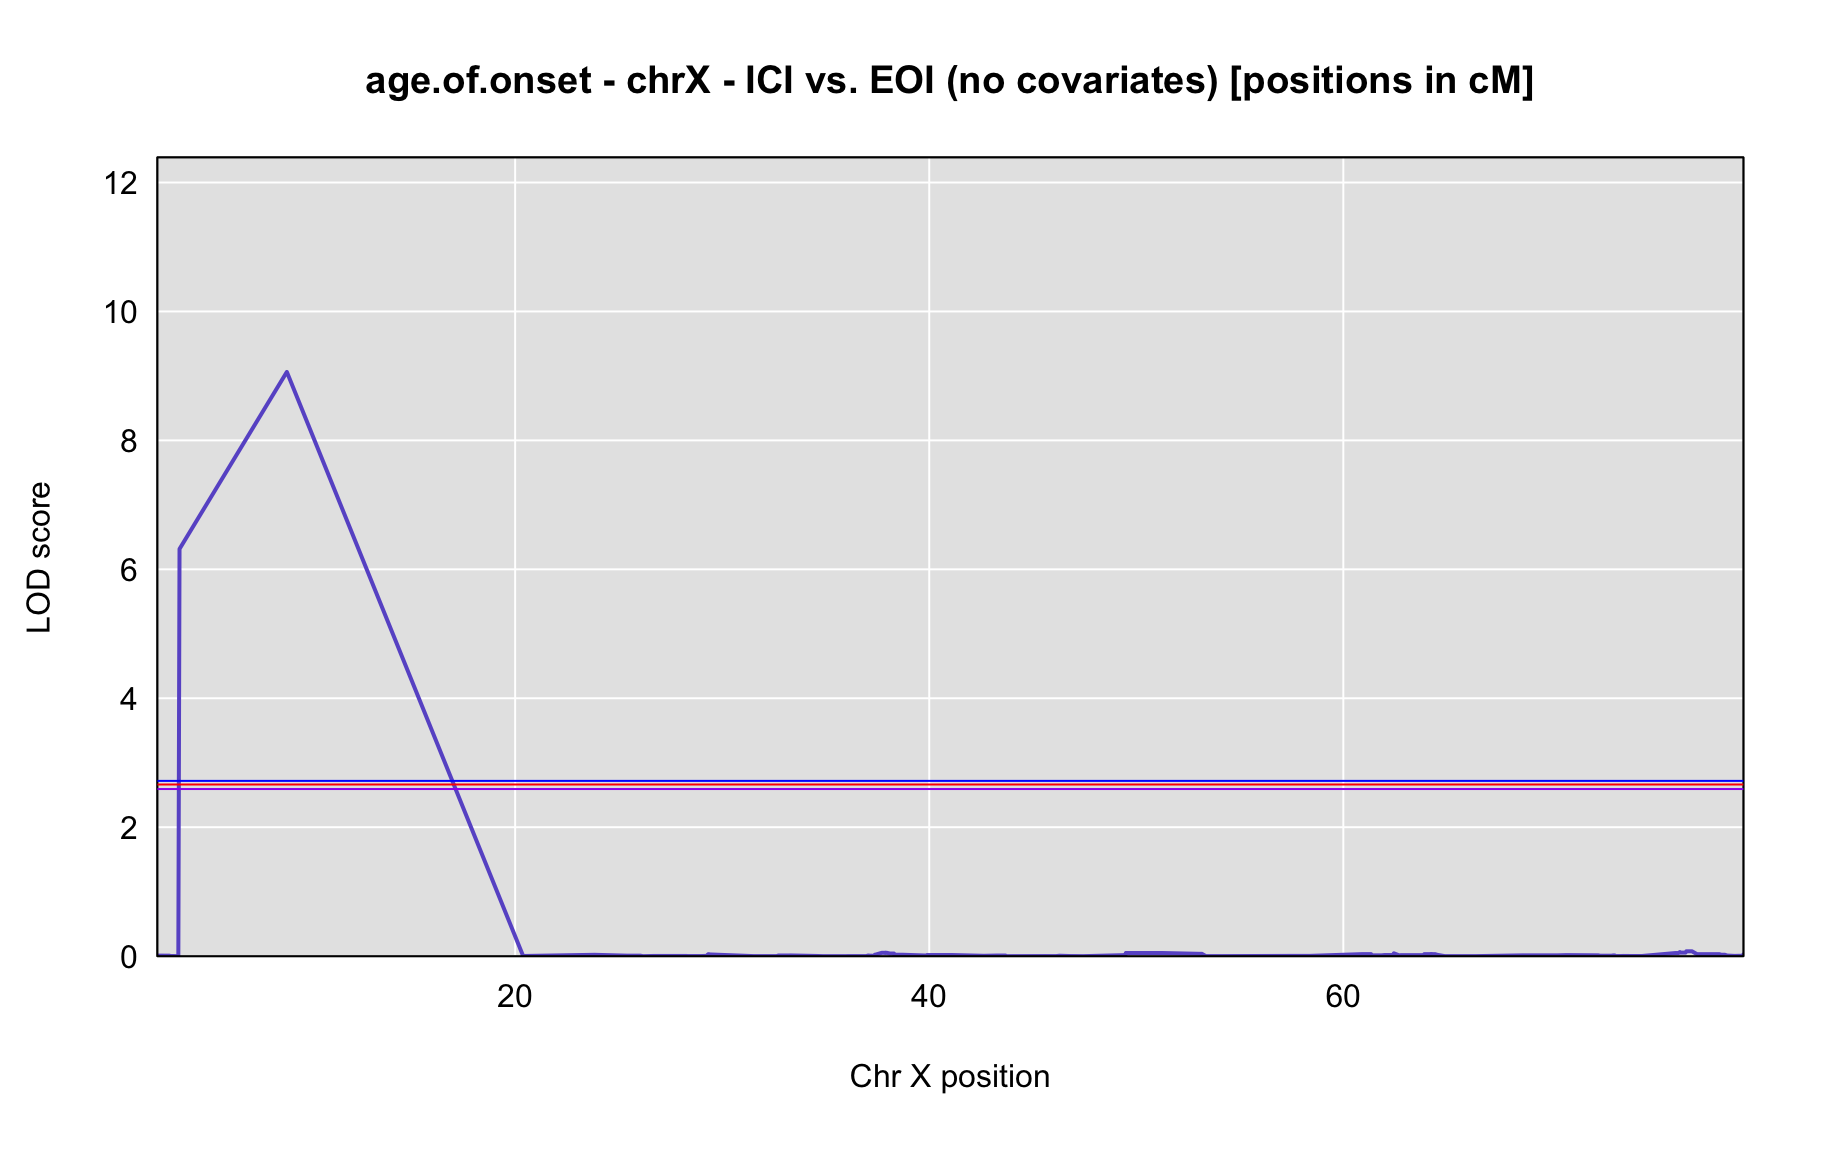 age.of.onset - chrX - ICI vs. EOI (no covariates) [positions in cM]
12
10
8
6
4
2
0
LOD score
20 40 60
Chr X position